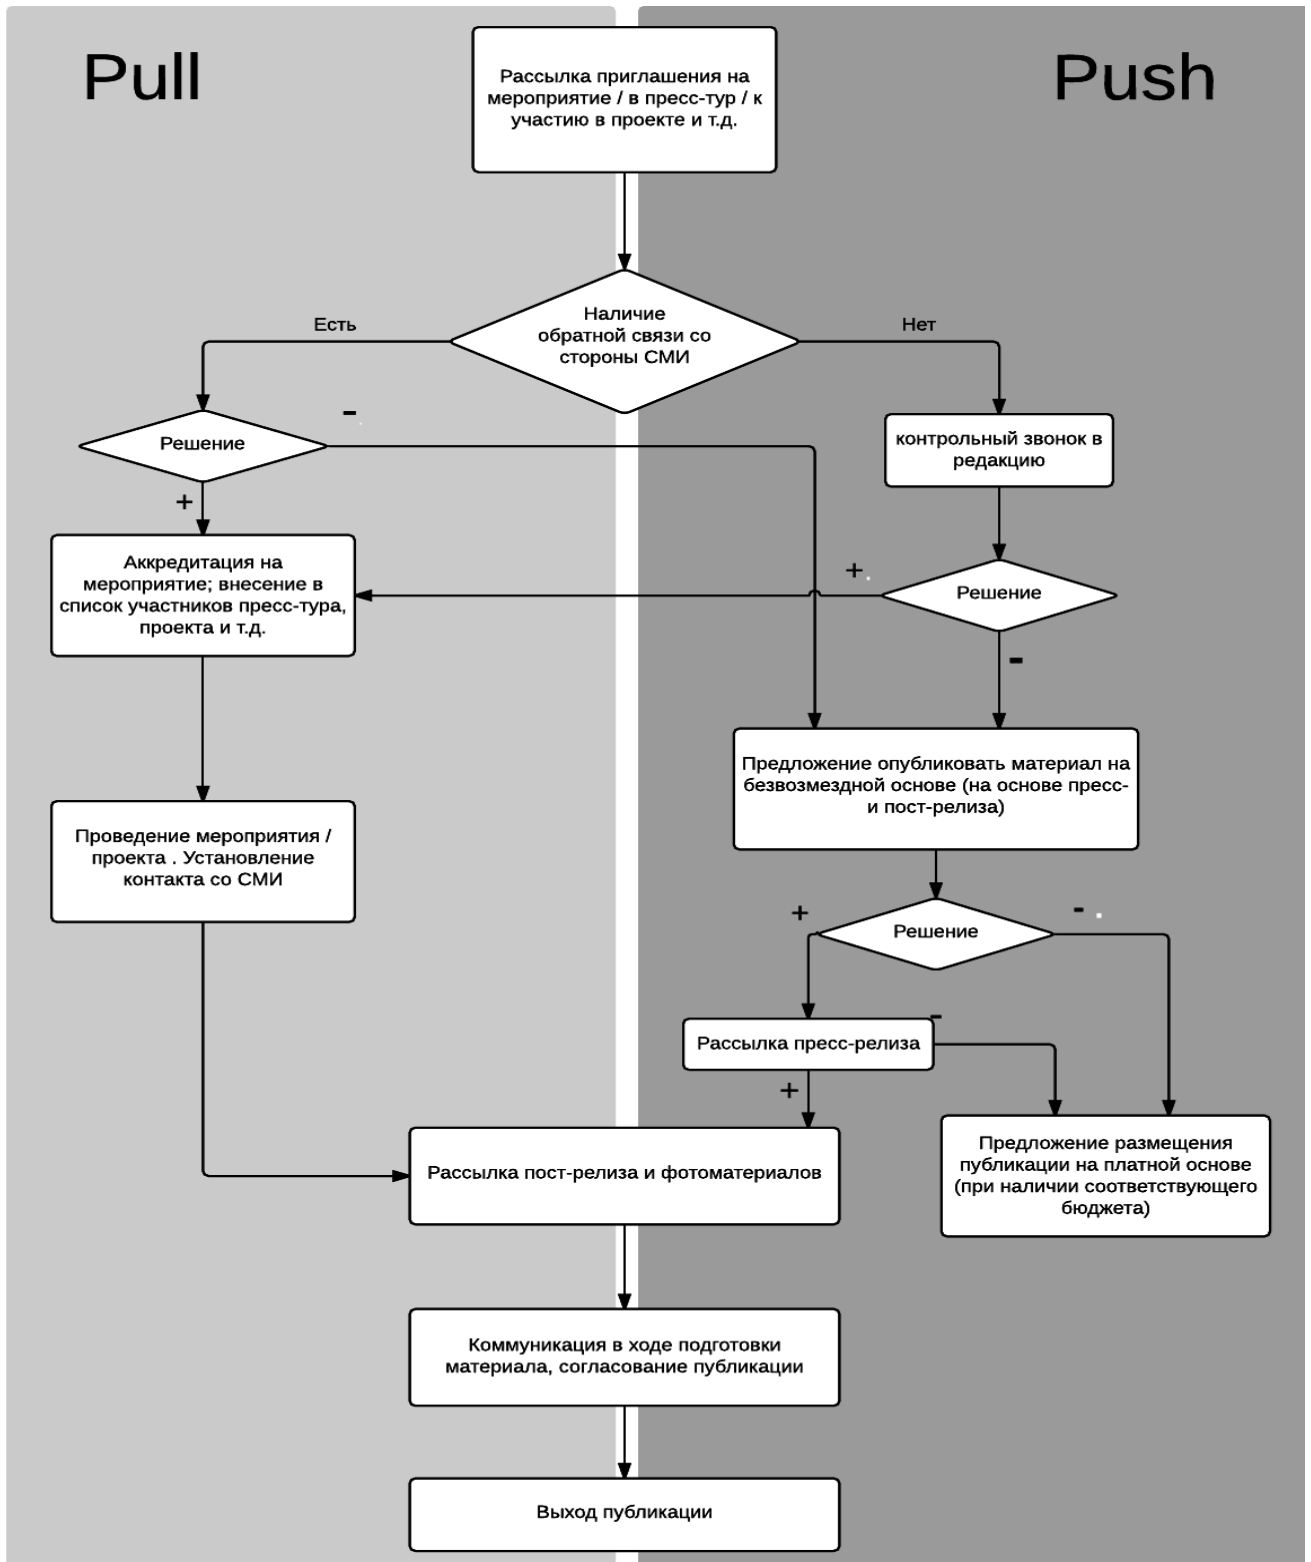 Pull
Push
Рассылка приглашения на
мероприятие / в пресс-тур / к
участию в проекте и т.д.
Наличие
обратной связи со
стороны СМИ
Есть
Нет
Решение
-
контрольный звонок в
редакцию
+
Аккредитация на
мероприятие; внесение в
список участников пресс-тура,
проекта и т.д.
+
Решение
-
Предложение опубликовать материал на
безвозмездной основе (на основе пресс-
и пост-релиза)
Проведение мероприятия /
проекта . Установление
контакта со СМИ
+
Решение
-
Рассылка пресс-релиза
-
+
Рассылка пост-релиза и фотоматериалов
Предложение размещения
публикации на платной основе
(при наличии соответствующего
бюджета)
Коммуникация в ходе подготовки
материала, согласование публикации
Выход публикации